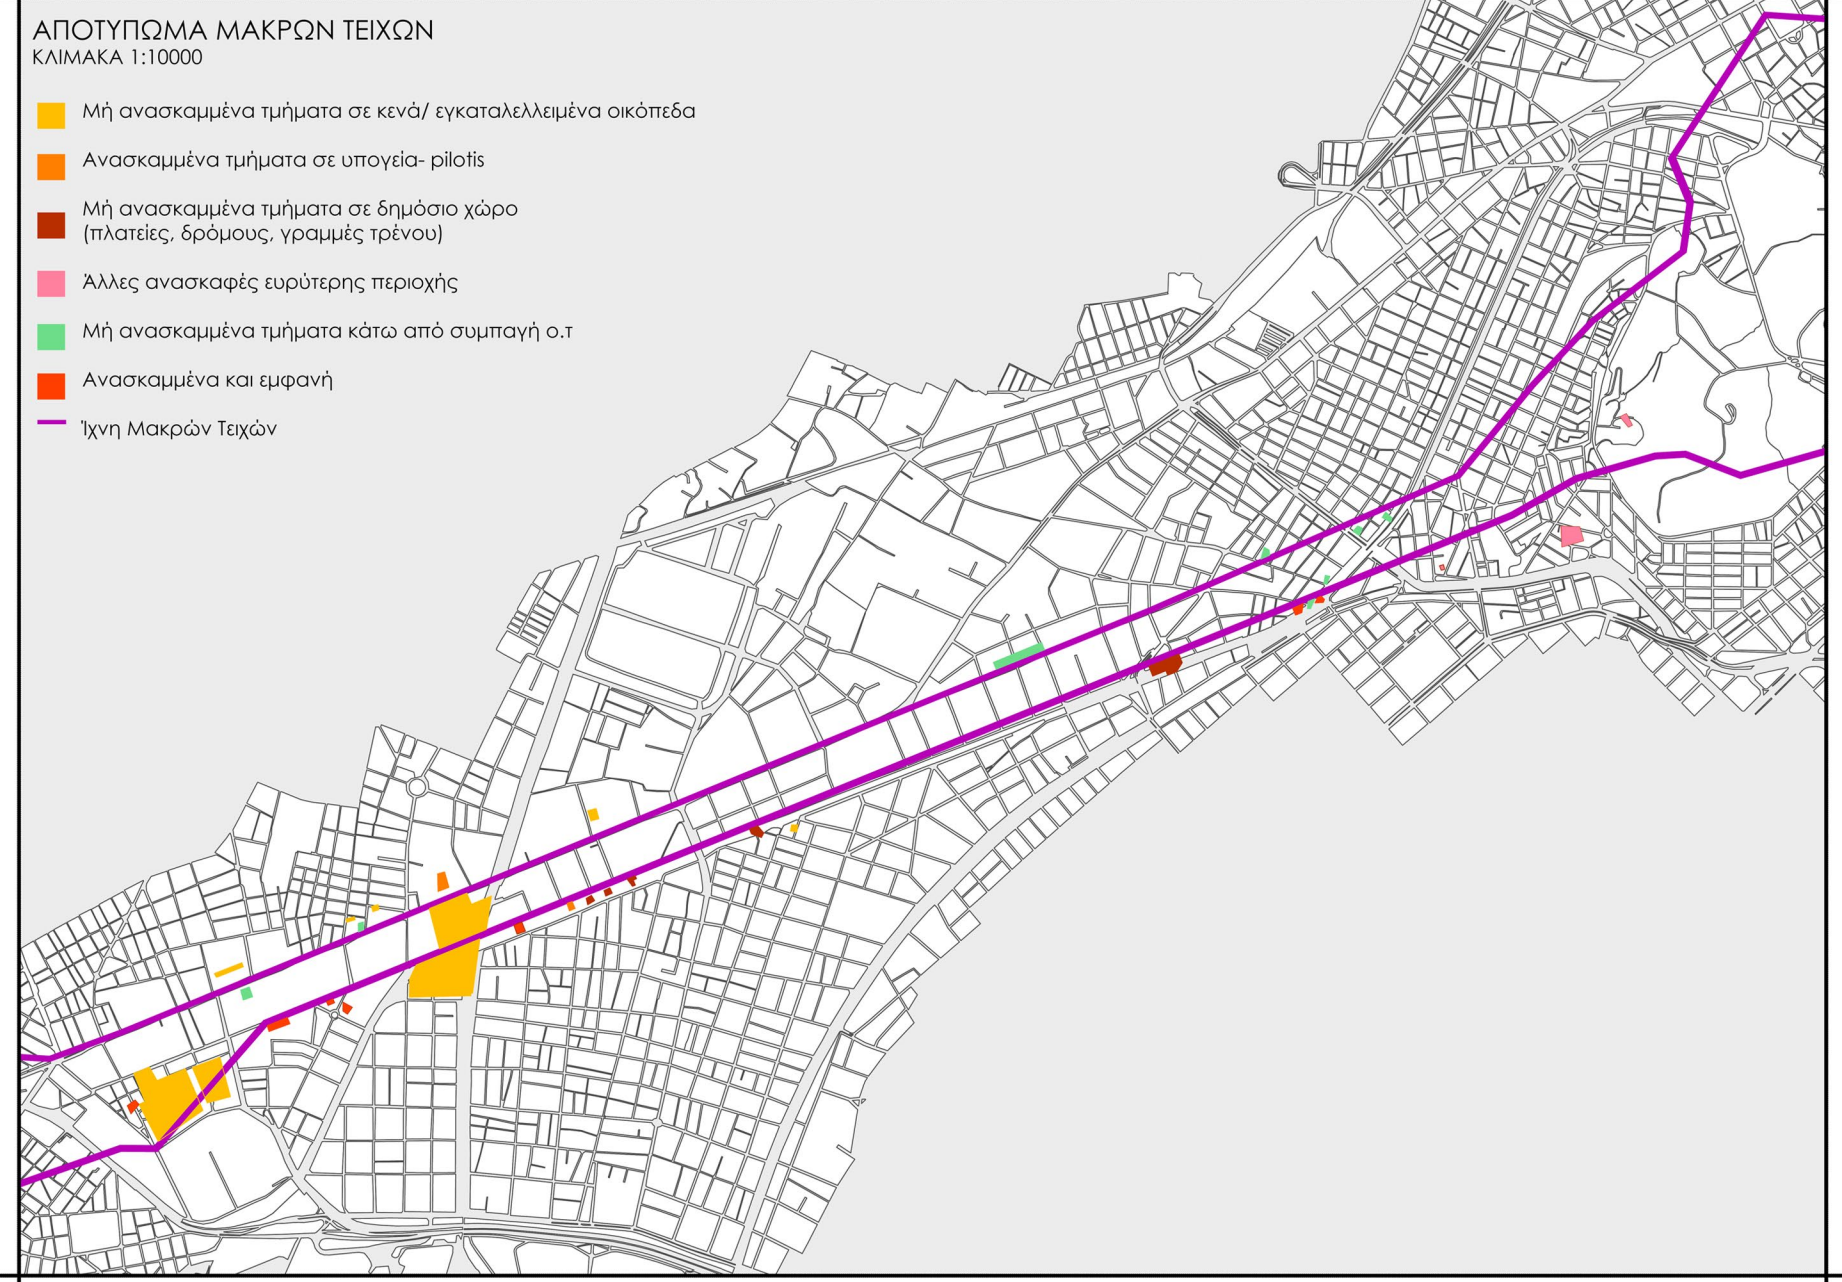 ΑΠΟΤΥΠΩΜΑ ΜΑΚΡΩΝ ΤΕΙΧΩΝ
ΚΛΙΜΑΚΑ 1:10000
Μή ανασκαμμένα τμήματα σε κενά/ εγκαταλελλειμένα οικόπεδα
Ανασκαμμένα τμήματα σε υπογεία- pilotis
Μή ανασκαμμένα τμήματα σε δημόσιο χώρο
(πλατείες, δρόμους, γραμμές τρένου)
Άλλες ανασκαφές ευρύτερης περιοχής
Μή ανασκαμμένα τμήματα κάτω από συμπαγή ο.τ
Ανασκαμμένα και εμφανή
Ίχνη Μακρών Τειχών